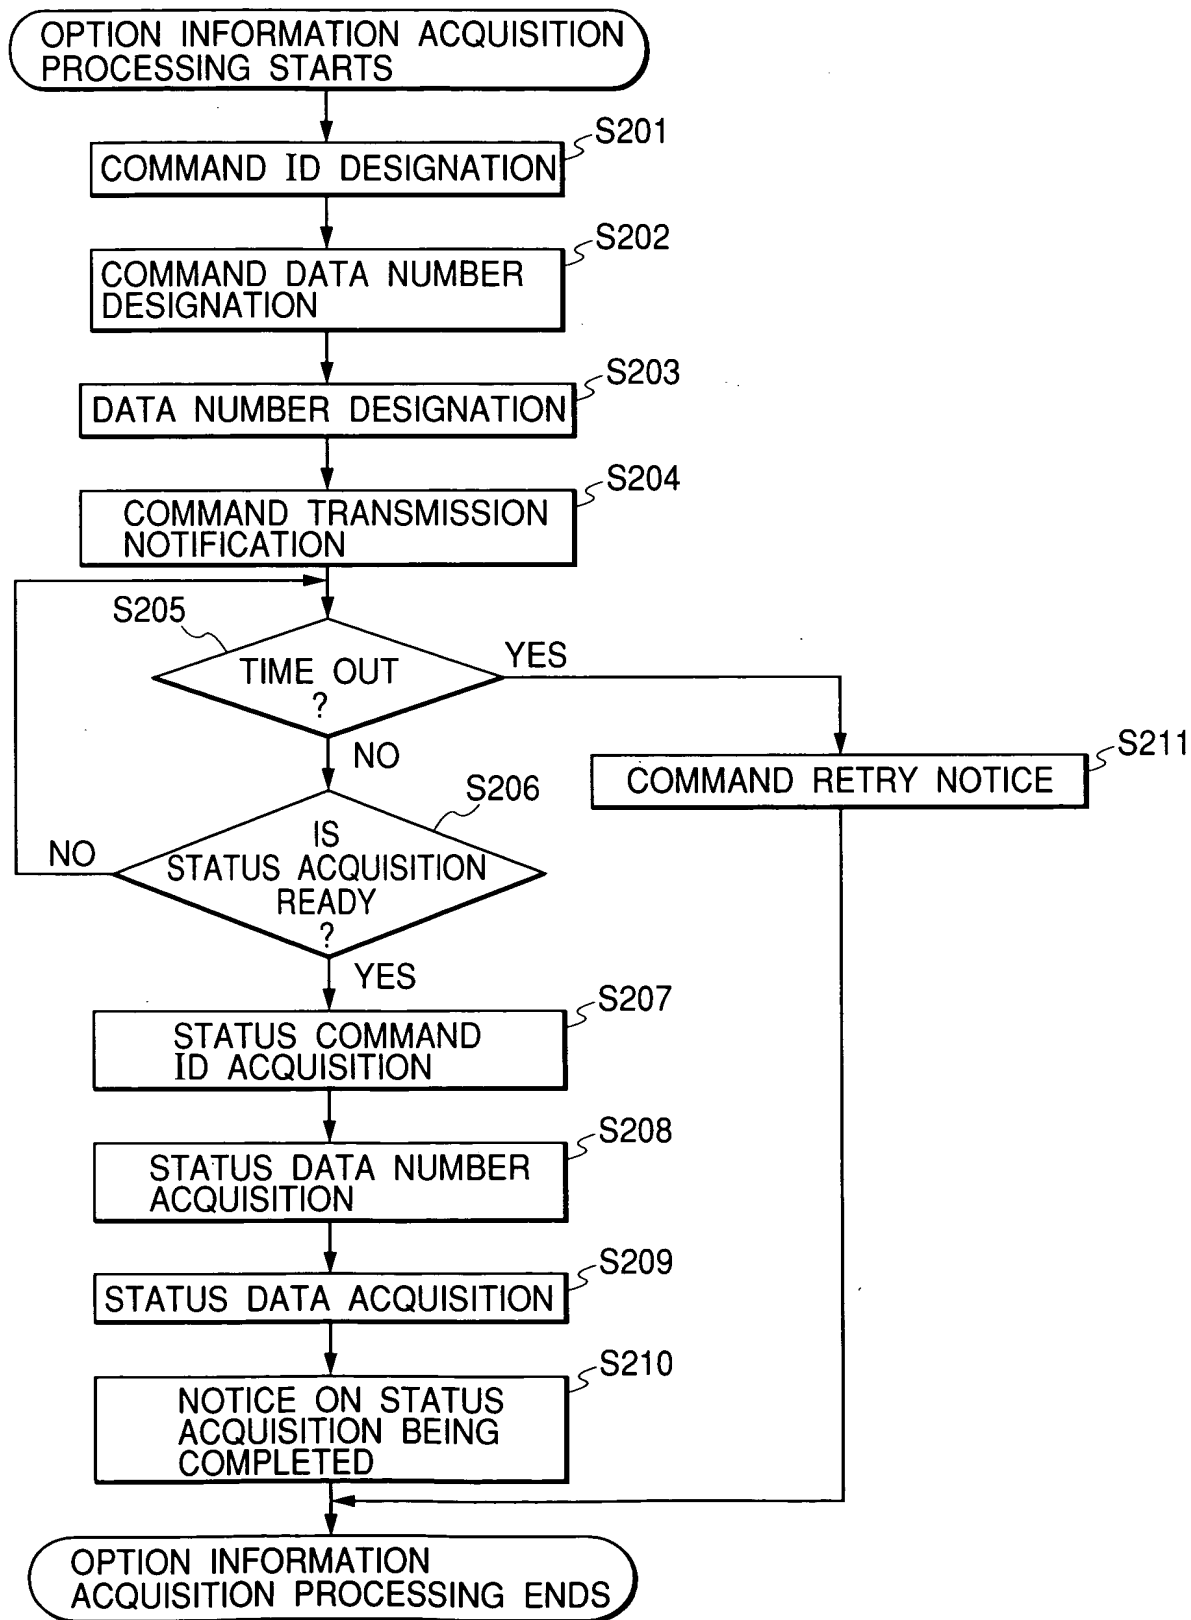 OPTION INFORMATION ACQUISITION
PROCESSING STARTS
S201
COMMAND ID DESIGNATION
S202
COMMAND DATA NUMBER
DESIGNATION
S203
DATA NUMBER DESIGNATION
S204
COMMAND TRANSMISSION
NOTIFICATION
S205
TIME OUT
?
YES
NO
S211
COMMAND RETRY NOTICE
S206
IS
STATUS ACQUISITION
READY
?
NO
YES
S207
STATUS COMMAND
ID ACQUISITION
S208
STATUS DATA NUMBER
ACQUISITION
S209
STATUS DATA ACQUISITION
S210
NOTICE ON STATUS
ACQUISITION BEING
COMPLETED
OPTION INFORMATION
ACQUISITION PROCESSING ENDS